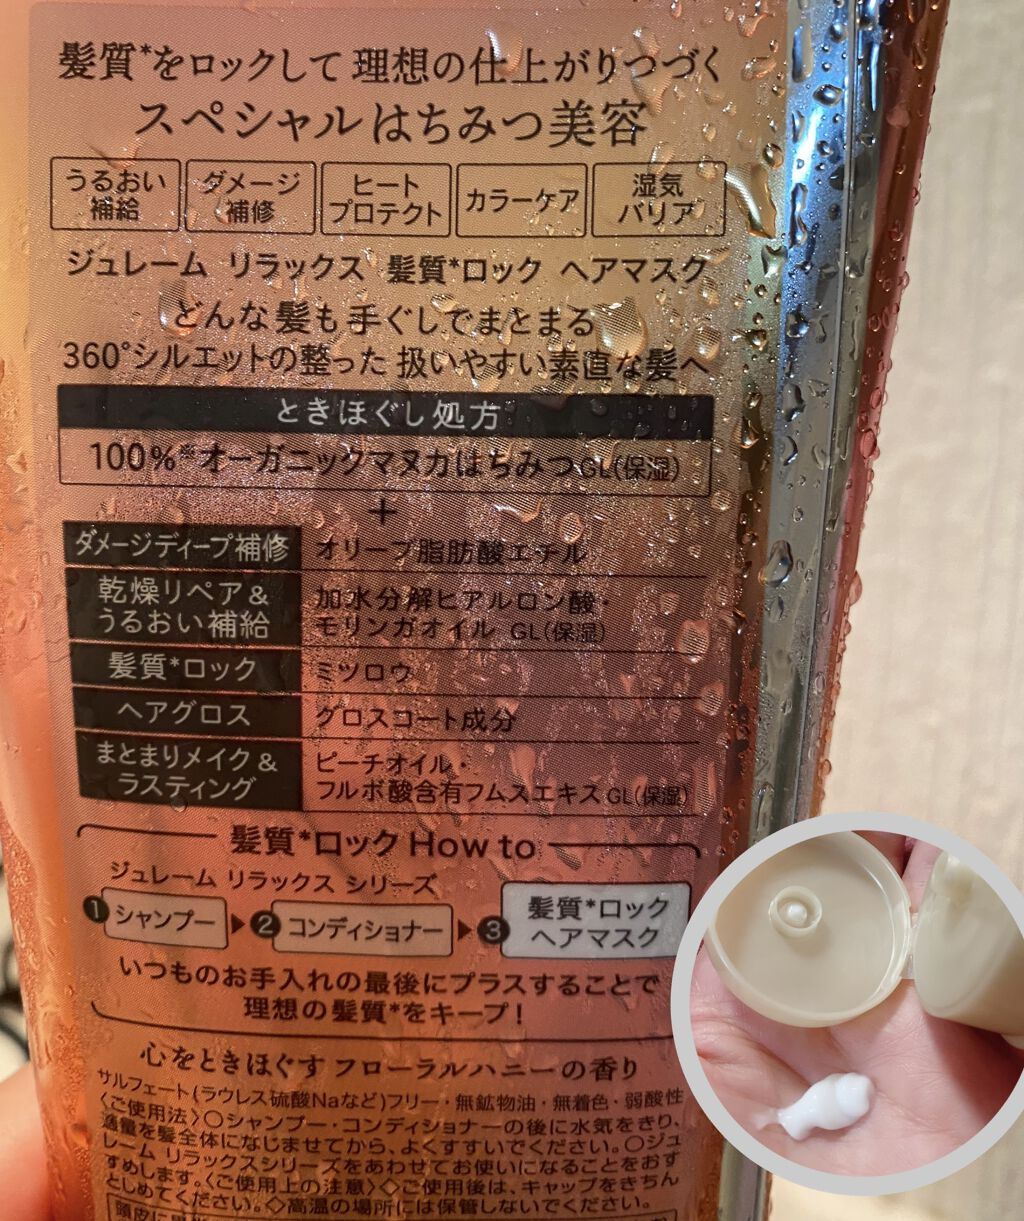 髪質*をロックして 理想の仕上がりつづく
スペシャルはちみつ美容
うるおい
補給
ダメージ
補修
ヒート
プロテクト
カラーケア
湿気
バリア
ジュレーム リラックス 髪質*ロック ヘアマスク
どんな髪も手ぐしでまとまる
360°シルエットの整った 扱いやすい素直な髪へ
ときほぐし処方
100%※オーガニックマヌカはちみつGL(保湿)
+
ダメージディープ補修 オリーブ脂肪酸エチル
乾燥リペア&
うるおい補給
加水分解ヒアルロン酸・
モリンガオイル GL(保湿)
髪質*ロック ミツロウ
ヘアグロス グロスコート成分
まとまりメイク&
ラスティング
ピーチオイル・
フルボ酸含有フムスエキスGL(保湿)
髪質*ロック How to
ジュレーム リラックス シリーズ
1 シャンプー ▶ 2 コンディショナー ▶ 3 髪質*ロック
ヘアマスク
いつものお手入れの最後にプラスすることで
理想の髪質*をキープ!
心をときほぐす フローラルハニーの香り
サルフェート(ラウレス硫酸Naなど)フリー・無鉱物油・無着色・弱酸性
〈ご使用法〉○シャンプー・コンディショナーの後に水気をきり、
適量を髪全体になじませてから、よくすすいでください。○ジュ
レーム リラックスシリーズをあわせてお使いになることをおす
すめします。〈ご使用上の注意〉◇ご使用後は、キャップをきちん
としめてください。◇高温の場所には保管しないでください。